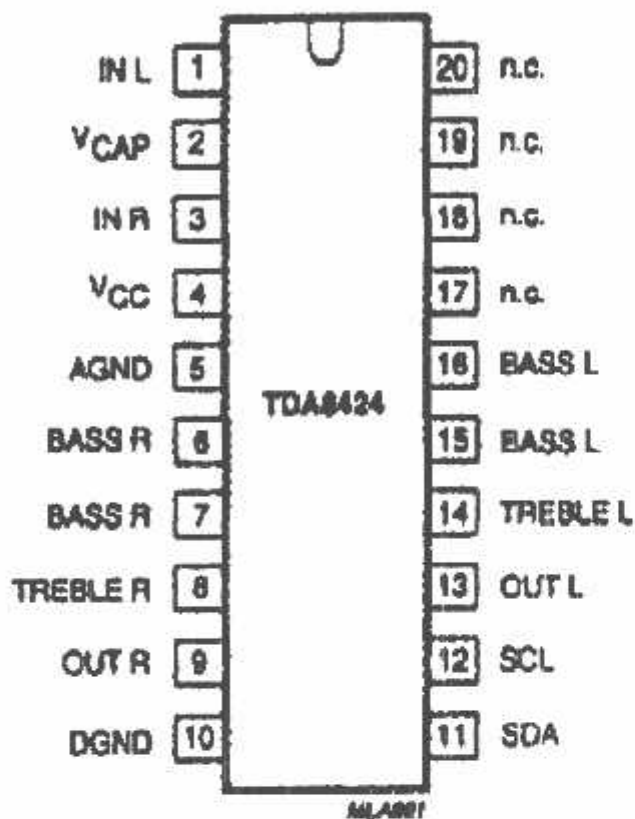 IN L 1 20 n.c.
VCAP 2 19 n.c.
IN R 3 18 n.c.
VCC 4 17 n.c.
AGND 5 16 BASS L
TDA8424
BASS R 6 15 BASS L
BASS R 7 14 TREBLE L
TREBLE R 8 13 OUT L
OUT R 9 12 SCL
DGND 10 11 SDA